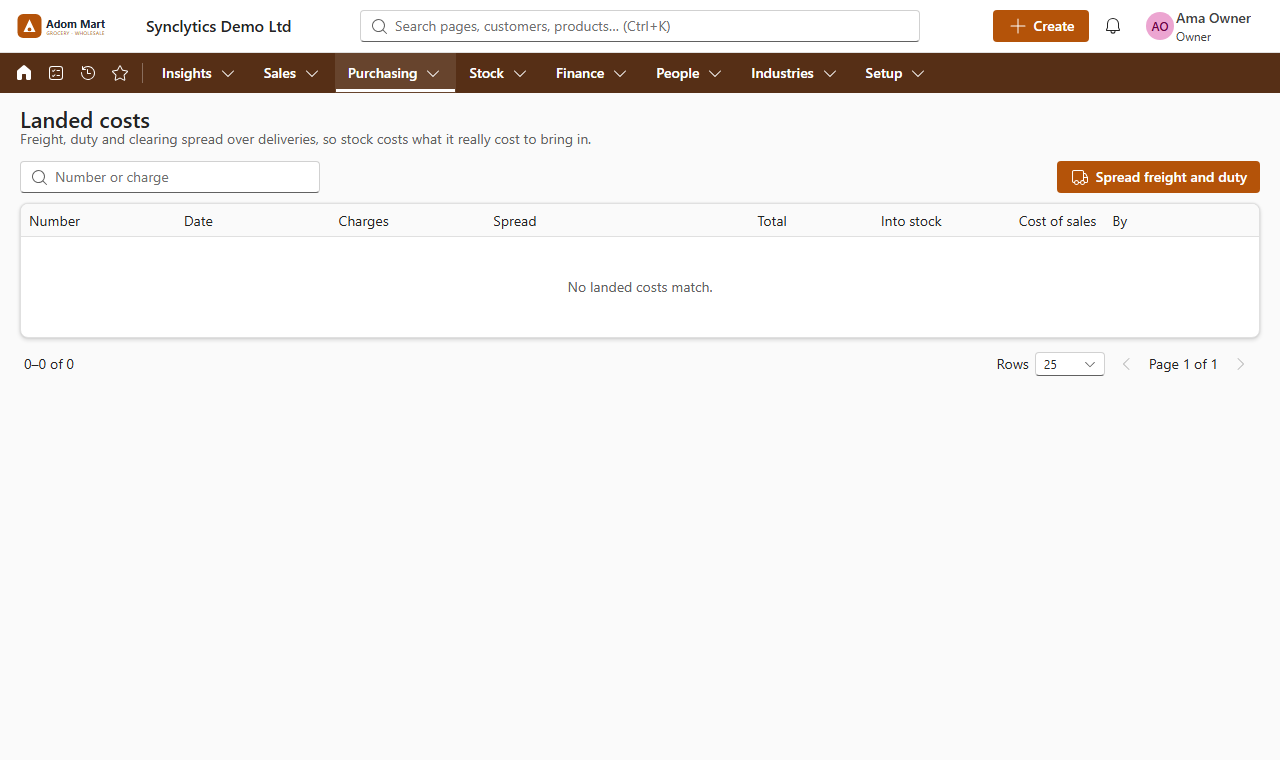 Adom Mart
GROCERY · WHOLESALE
Synclytics Demo Ltd
Search pages, customers, products... (Ctrl+K)
Create
AO
Ama Owner
Owner
Insights
Sales
Purchasing
Stock
Finance
People
Industries
Setup
Landed costs
Freight, duty and clearing spread over deliveries, so stock costs what it really cost to bring in.
Number or charge
Spread freight and duty
Number Date Charges Spread Total Into stock Cost of sales By
No landed costs match.
0–0 of 0
Rows 25 Page 1 of 1